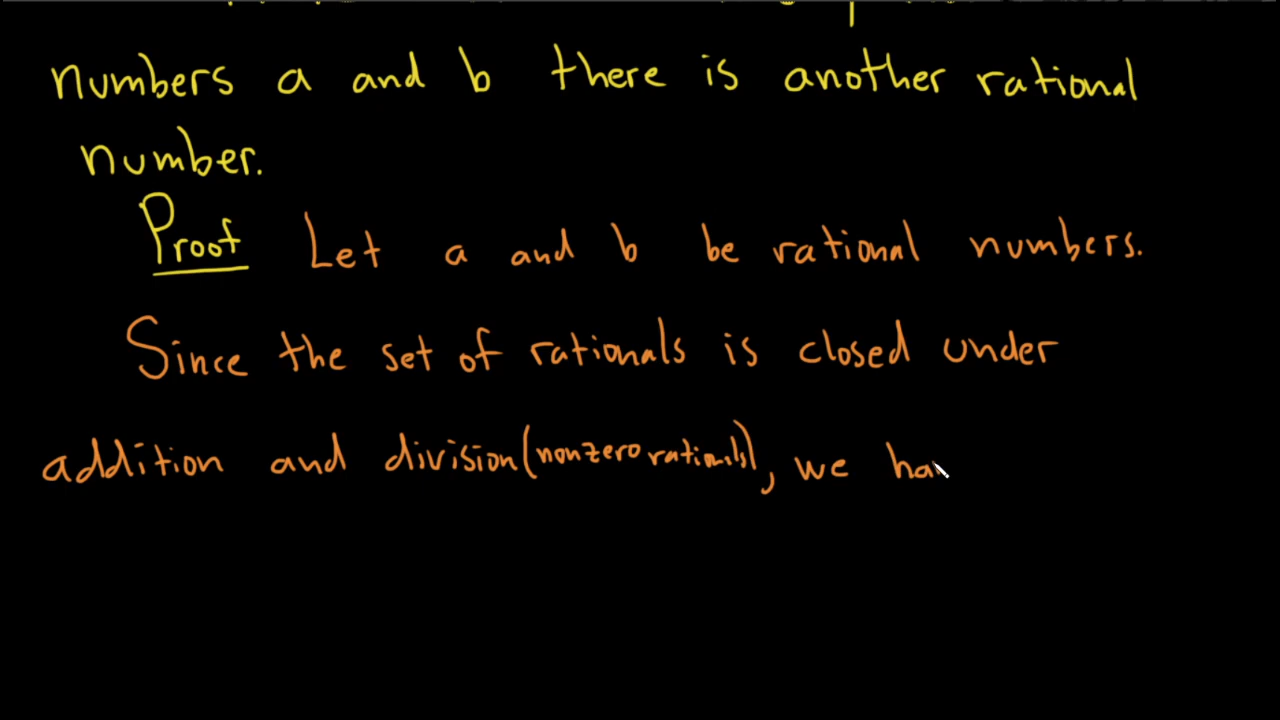 numbers a and b there is another rational
number.
Proof Let a and b be rational numbers.
Since the set of rationals is closed under
addition and division (nonzero rationals), we ha